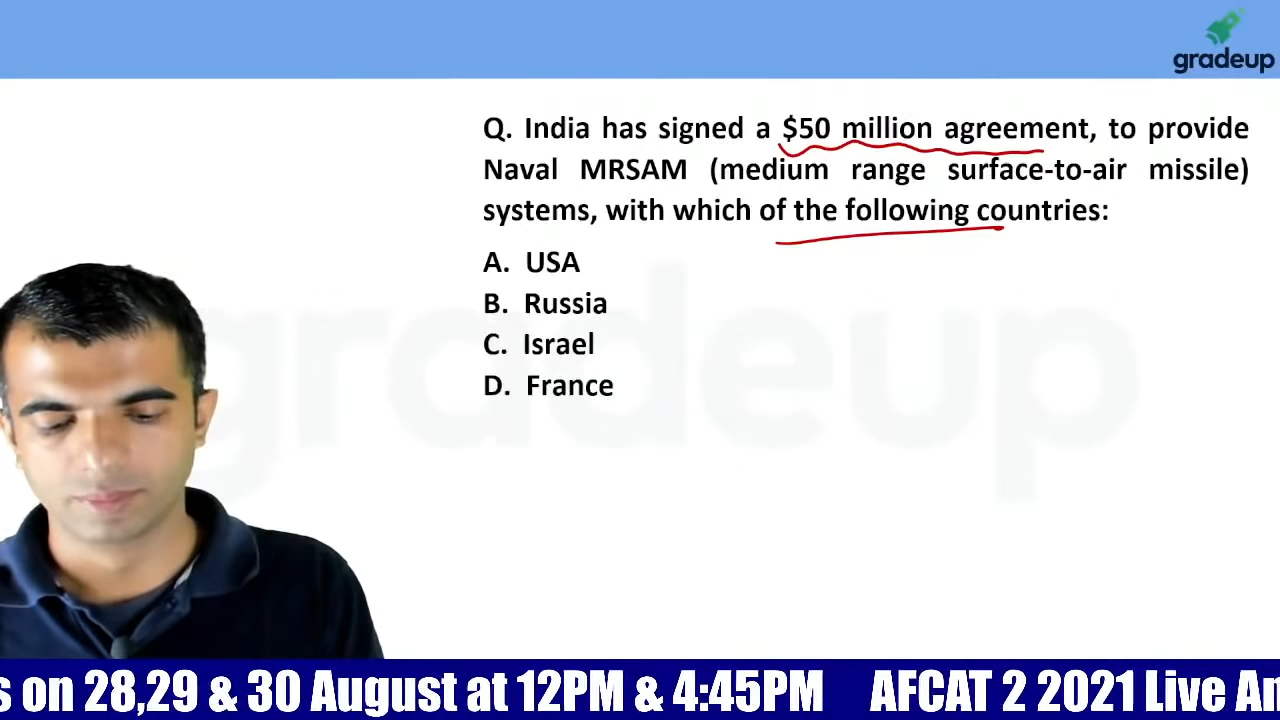 gradeup
Q. India has signed a $50 million agreement, to provide
Naval MRSAM (medium range surface-to-air missile)
systems, with which of the following countries:
A. USA
B. Russia
C. Israel
D. France
gradeup
s on 28,29 & 30 August at 12PM & 4:45PM AFCAT 2 2021 Live An